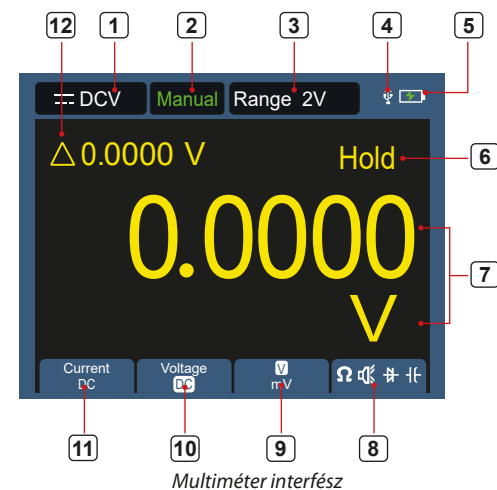 12 1 2 3 4 5
DCV Manual Range 2V
△ 0.0000 V Hold 6
0.0000 7
V
Current Voltage V Ω
DC DC mV
11 10 9 8
Multiméter interfész